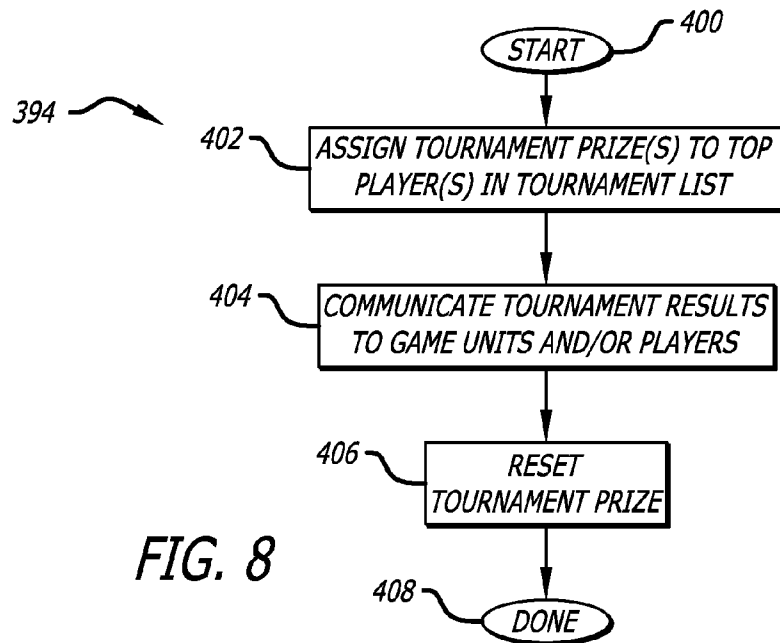 START
400
394
402
ASSIGN TOURNAMENT PRIZE(S) TO TOP
PLAYER(S) IN TOURNAMENT LIST
404
COMMUNICATE TOURNAMENT RESULTS
TO GAME UNITS AND/OR PLAYERS
406
RESET
TOURNAMENT PRIZE
FIG. 8
408
DONE